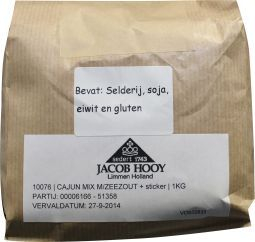 Bevat: Selderij, soja,
eiwit en gluten
sedert 1743
JACOB HOOY
Limmen Holland
10076 | CAJUN MIX M/ZEEZOUT + sticker | 1KG
PARTIJ: 00006166 - 51358
VERVALDATUM: 27-9-2014